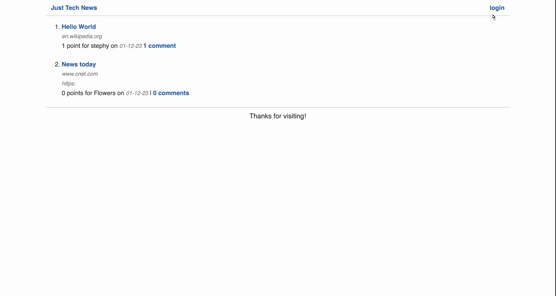 Just Tech News
login
1. Hello World
en.wikipedia.org
1 point for stephy on 01-12-23 1 comment
2. News today
www.cnet.com
https:
0 points for Flowers on 01-12-23 | 0 comments
Thanks for visiting!